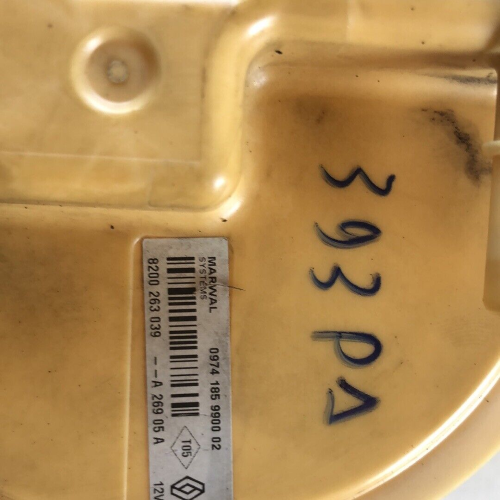 393PA
MARWAL
SYSTEMS
0974 185 9900 02
8200 263 039 --A 269 05 A
T05
12V